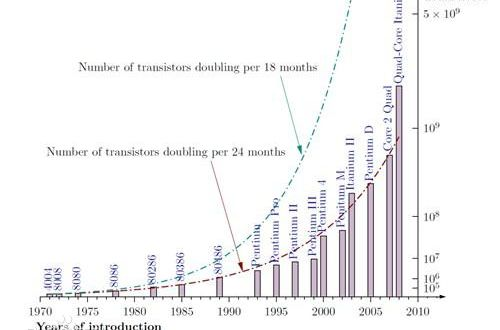 5 × 10⁹
Quad-Core Itani
Number of transistors doubling per 18 months
Core 2 Quad
10⁹
Number of transistors doubling per 24 months
Pentium D
Itanium II
Pentium M
Pentium 4
Pentium III
Pentium II
Pentium Pro
Pentium
80486
80386
80286
8086
8080
8008
4004
10⁸
10⁷
10⁶
10⁵
1970 1975 1980 1985 1990 1995 2000 2005 2010
Years of introduction